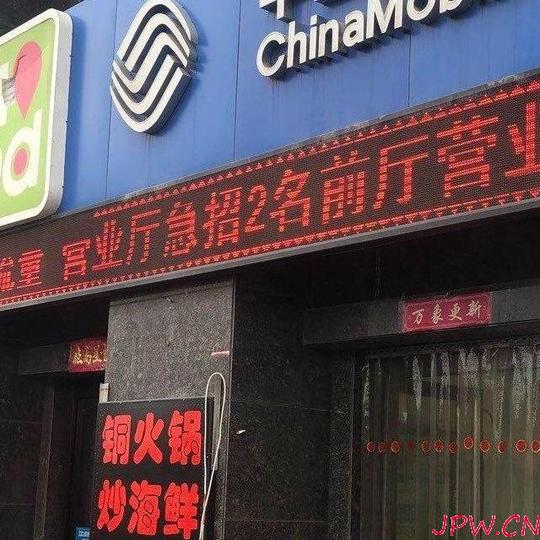 ChinaMob
营业厅急招2名前厅营业
万象更新
铜火锅
炒海鲜
JPW.CN